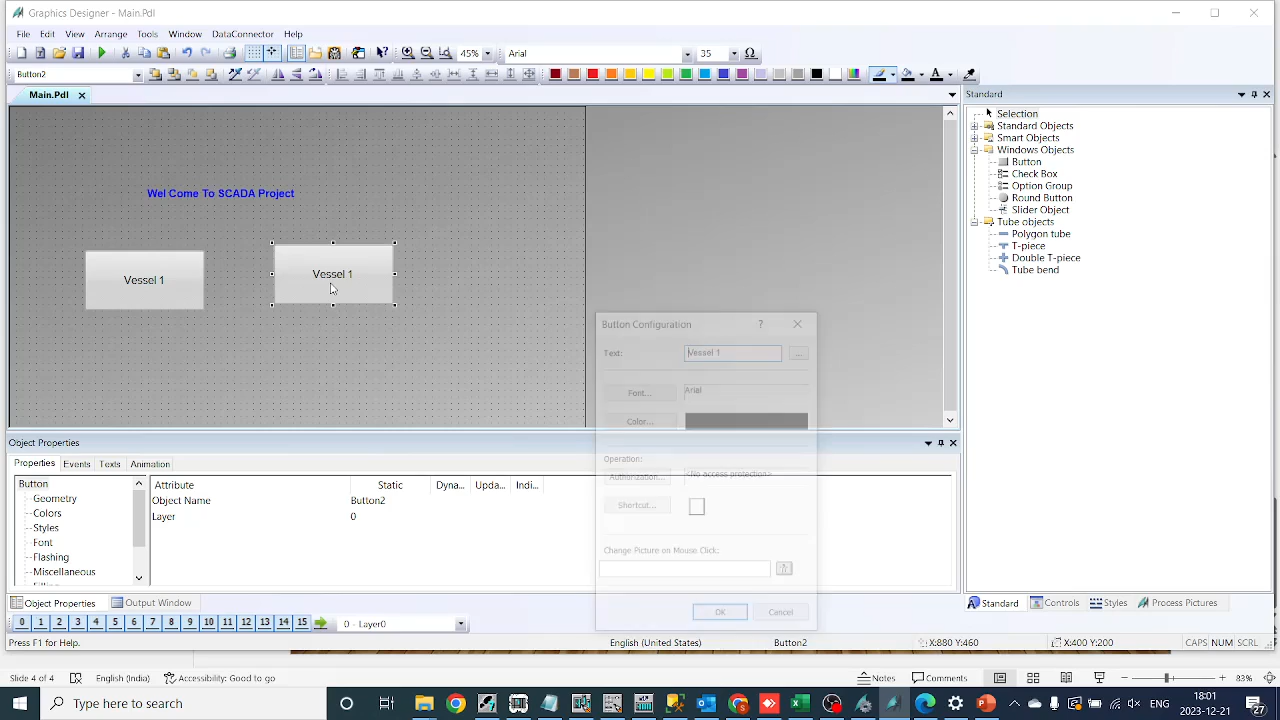 Graphics Designer - Main.Pdl
File Edit View Arrange Tools Window DataConnector Help
45% Arial 35
Button2
Main.Pdl
Standard
Wel Come To SCADA Project
Vessel 1
Vessel 1
Selection
Standard Objects
Smart Objects
Windows Objects
Button
Check Box
Option Group
Round Button
Slider Object
Tube objects
Polygon tube
T-piece
Double T-piece
Tube bend
Button Configuration ?
Text: Vessel 1 ...
Font... Arial
Color...
Operation:
Authorization... <No access protection>
Shortcut...
Change Picture on Mouse Click:
OK Cancel
Object Properties
Properties Events Texts Animation
Geometry
Colors
Styles
Font
Flashing
Miscellaneous
Attribute Static Dyna... Upda... Indi...
Object Name Button2
Layer 0
Object Properties Output Window
Standard Controls Styles Process Pictures
1 2 3 4 5 6 7 8 9 10 11 12 13 14 15 0 - Layer0
Press F1 for Help. English (United States) Button2 X:880 Y:460 X:400 Y:200 CAPS NUM SCRL
Slide 4 of 4 English (India) Accessibility: Good to go Notes Comments 83%
Type here to search ENG 18:01
2023-12-21